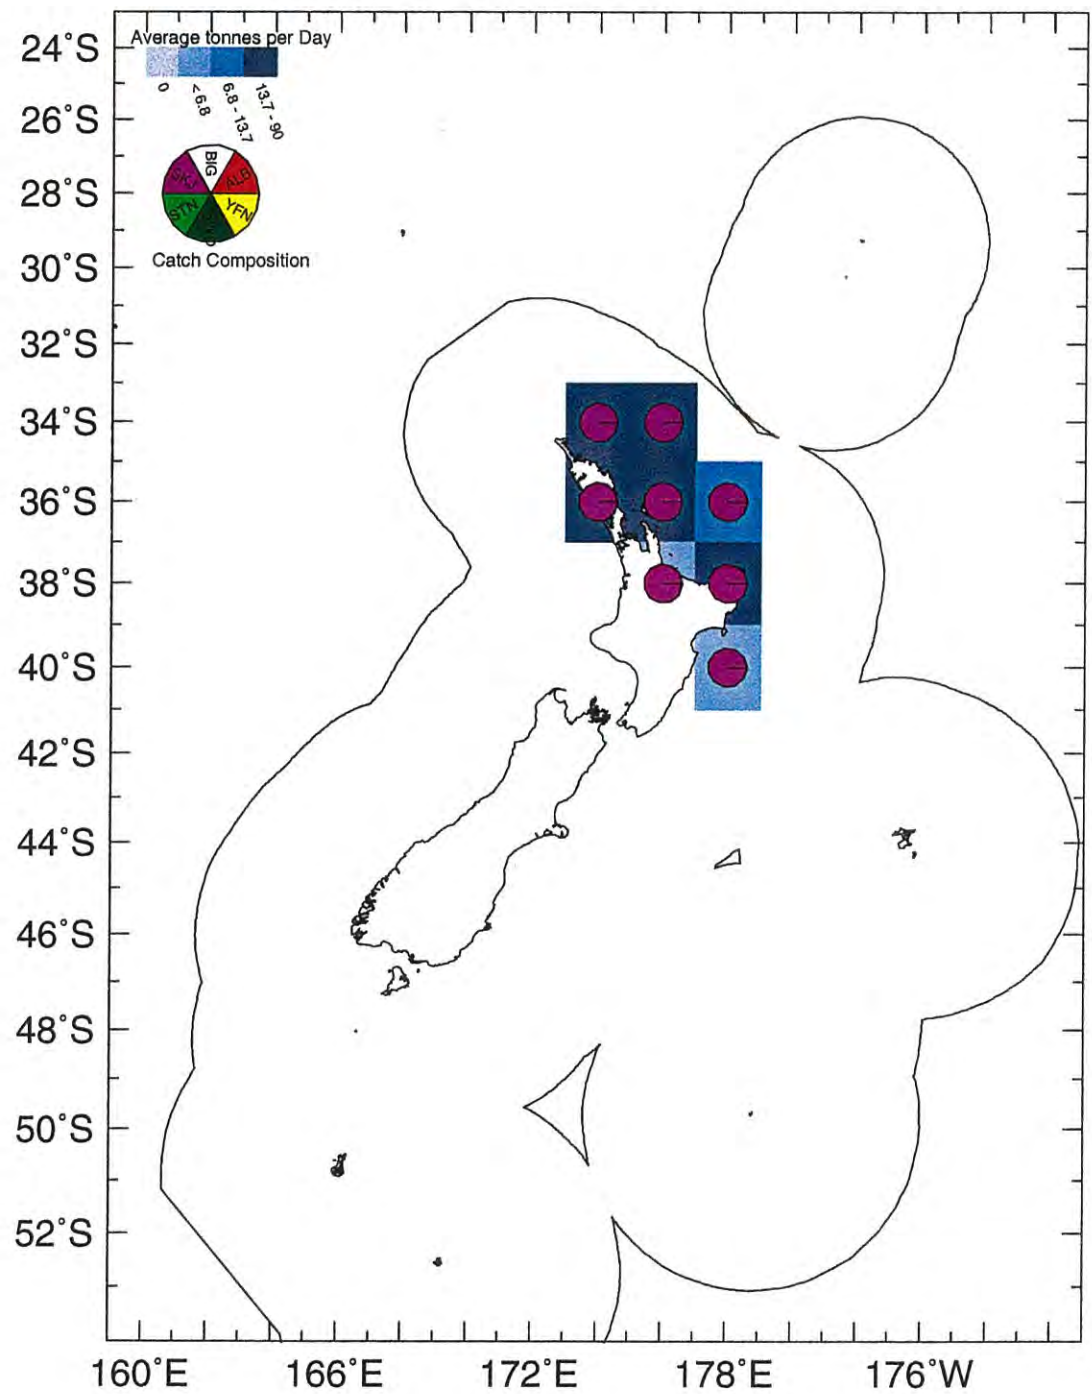 24°S
26°S
28°S
30°S
32°S
34°S
36°S
38°S
40°S
42°S
44°S
46°S
48°S
50°S
52°S
Average tonnes per Day
0
< 6.8
6.8 - 13.7
13.7 - 90
BIG
ALB
YFN
STN
SKJ
Catch Composition
160°E
166°E
172°E
178°E
176°W